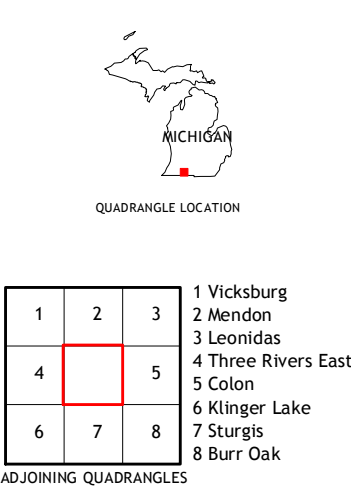 MICHIGAN
QUADRANGLE LOCATION
1 2 3
4 5
6 7 8
1 Vicksburg
2 Mendon
3 Leonidas
4 Three Rivers East
5 Colon
6 Klinger Lake
7 Sturgis
8 Burr Oak
ADJOINING QUADRANGLES